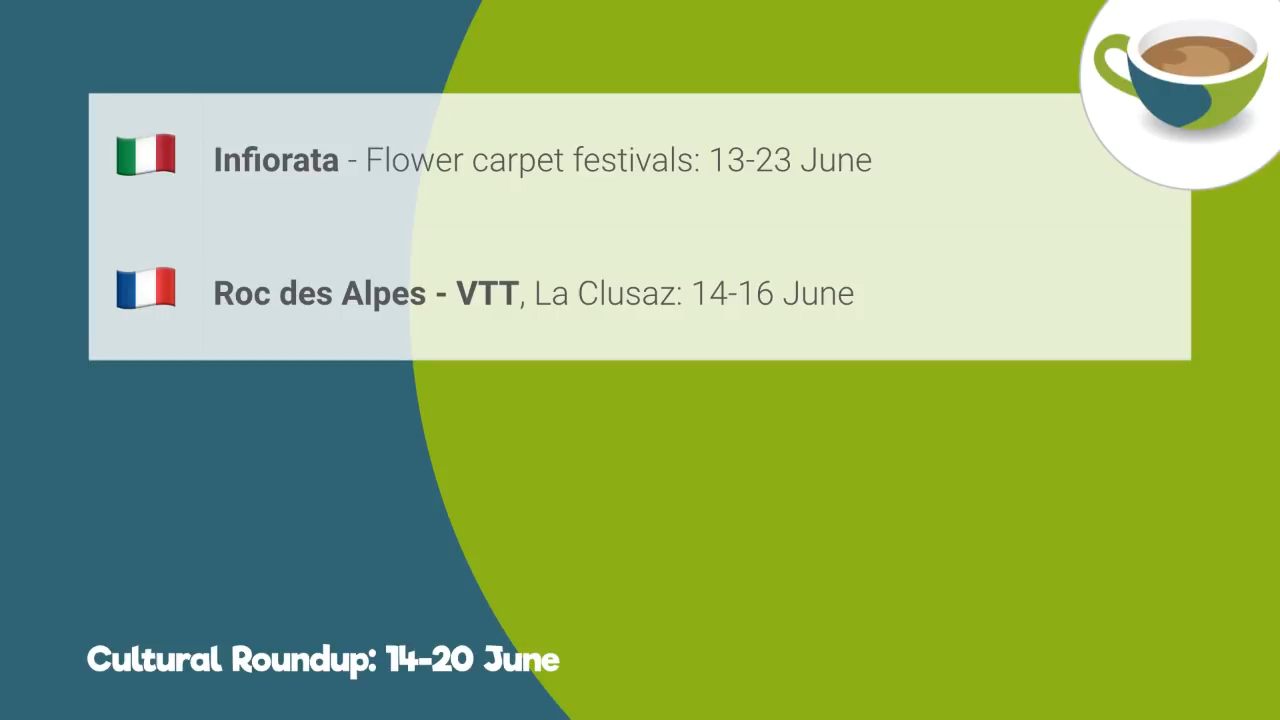 Infiorata - Flower carpet festivals: 13-23 June
Roc des Alpes - VTT, La Clusaz: 14-16 June
Cultural Roundup: 14-20 June